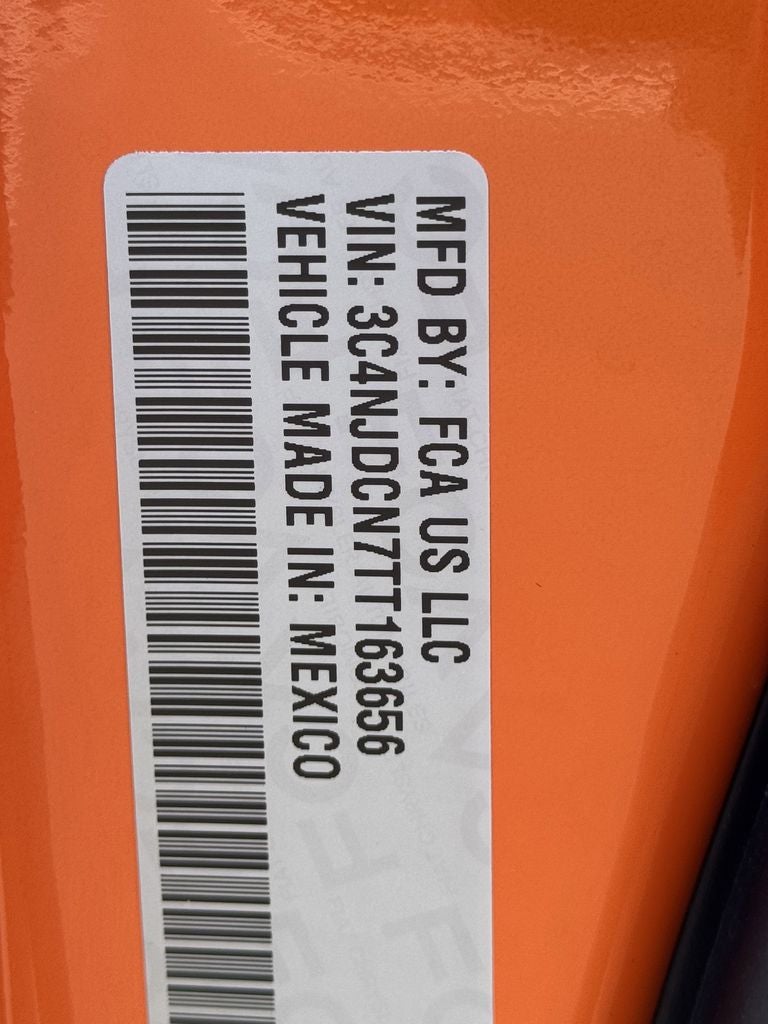 MFD BY: FCA US LLC
VIN: 3C4NJDCN7TT163656
VEHICLE MADE IN: MEXICO